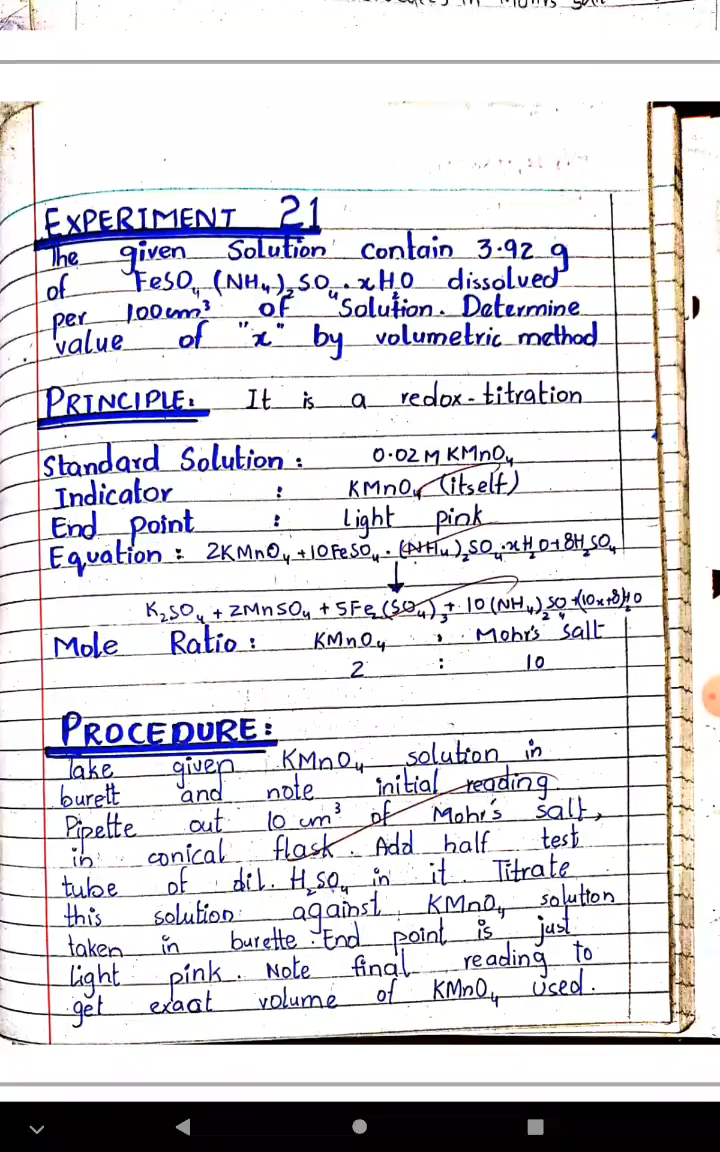 EXPERIMENT 21
The given Solution contain 3.92 g
of FeSO₄ (NH₄)₂SO₄.xH₂O dissolved
per 100cm³ of Solution. Determine
value of "x" by volumetric method
PRINCIPLE: It is a redox-titration
Standard Solution: 0.02M KMnO₄
Indicator : KMnO₄ (itself)
End Point : Light pink
Equation : 2KMnO₄ + 10FeSO₄.(NH₄)₂SO₄.xH₂O + 8H₂SO₄
↓
K₂SO₄ + 2MnSO₄ + 5Fe₂(SO₄)₃ + 10(NH₄)₂SO₄ + (10x+8)H₂O
Mole Ratio: KMnO₄ : Mohr's Salt
2 : 10
PROCEDURE:
Take given KMnO₄ solution in
burett and note initial reading.
Pipette out 10 cm³ of Mohr's salt,
in conical flask. Add half test
tube of dil. H₂SO₄ in it. Titrate
this solution against KMnO₄ solution
taken in burette. End point is just
light pink. Note final reading to
get exaat volume of KMnO₄ used.